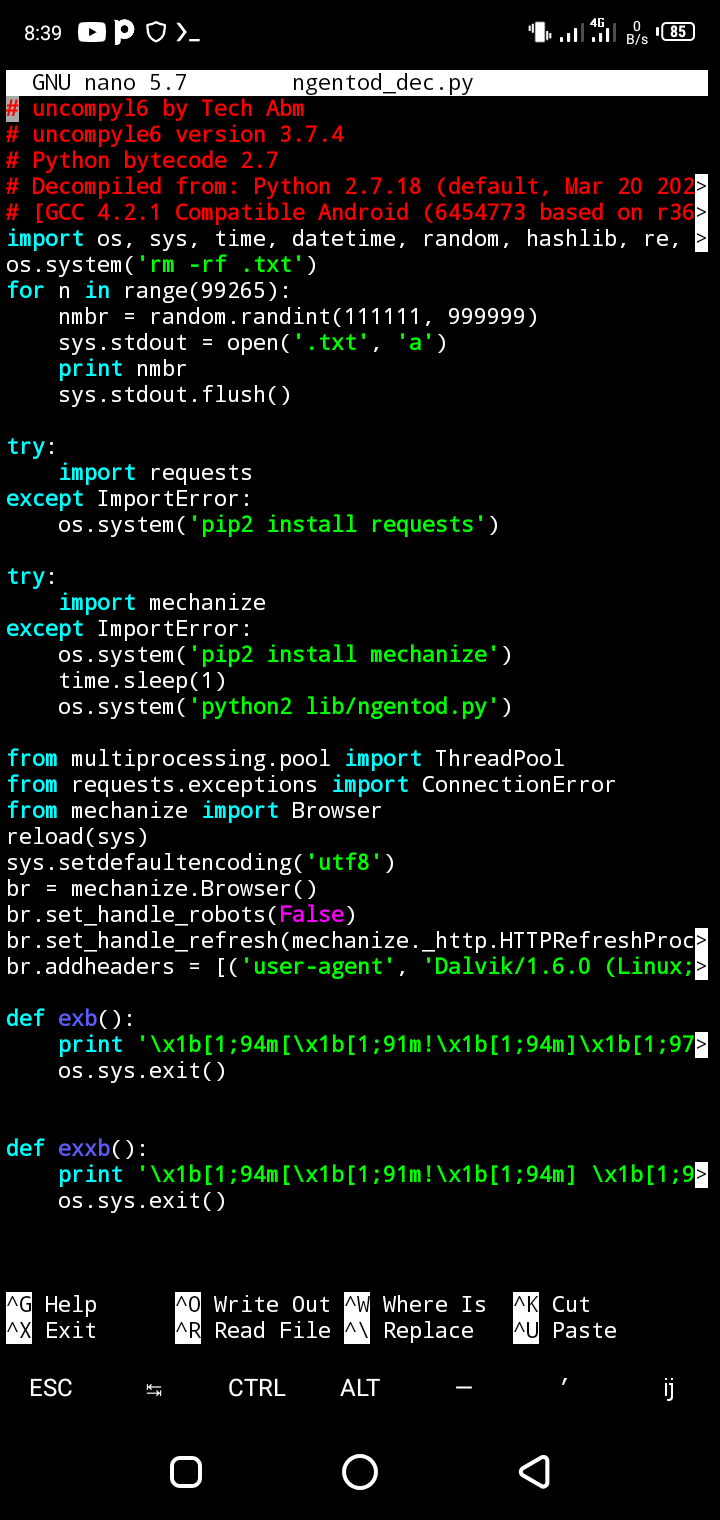 8:39
4G
0 B/s
85
GNU nano 5.7 ngentod_dec.py
# uncompyl6 by Tech Abm
# uncompyle6 version 3.7.4
# Python bytecode 2.7
# Decompiled from: Python 2.7.18 (default, Mar 20 202>
# [GCC 4.2.1 Compatible Android (6454773 based on r36>
import os, sys, time, datetime, random, hashlib, re, >
os.system('rm -rf .txt')
for n in range(99265):
    nmbr = random.randint(111111, 999999)
    sys.stdout = open('.txt', 'a')
    print nmbr
    sys.stdout.flush()

try:
    import requests
except ImportError:
    os.system('pip2 install requests')

try:
    import mechanize
except ImportError:
    os.system('pip2 install mechanize')
    time.sleep(1)
    os.system('python2 lib/ngentod.py')

from multiprocessing.pool import ThreadPool
from requests.exceptions import ConnectionError
from mechanize import Browser
reload(sys)
sys.setdefaultencoding('utf8')
br = mechanize.Browser()
br.set_handle_robots(False)
br.set_handle_refresh(mechanize._http.HTTPRefreshProc>
br.addheaders = [('user-agent', 'Dalvik/1.6.0 (Linux;>

def exb():
    print '\x1b[1;94m[\x1b[1;91m!\x1b[1;94m]\x1b[1;97>
    os.sys.exit()

def exxb():
    print '\x1b[1;94m[\x1b[1;91m!\x1b[1;94m] \x1b[1;9>
    os.sys.exit()

^G Help ^O Write Out ^W Where Is ^K Cut
^X Exit ^R Read File ^\ Replace ^U Paste
ESC ↹ CTRL ALT – ′ ij